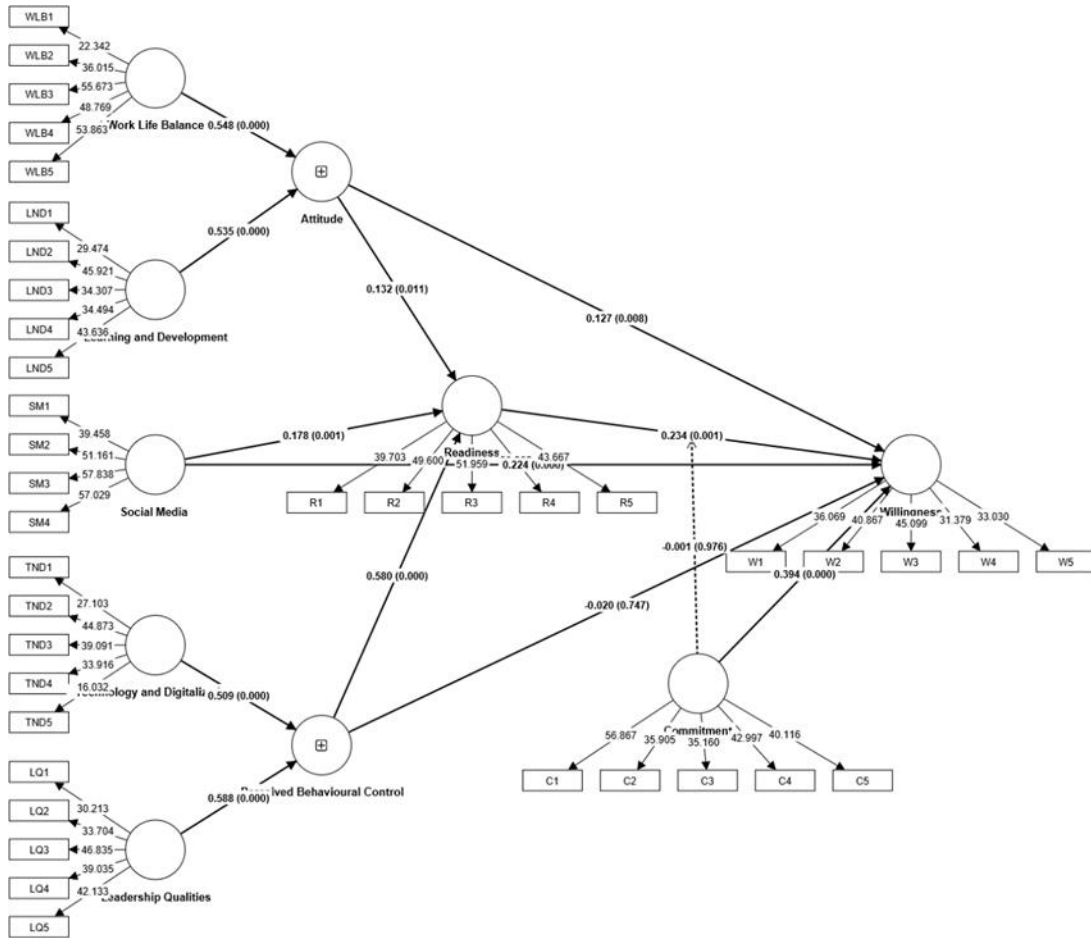 WLB1
22.342
WLB2
36.015
WLB3
55.673
WLB4
48.769
53.863
WLB5
Work Life Balance
0.548 (0.000)
Attitude
LND1
29.474
LND2
45.921
LND3
34.307
LND4
34.494
43.636
LND5
Learning and Development
0.535 (0.000)
0.132 (0.011)
0.127 (0.008)
SM1
39.458
SM2
51.161
SM3
57.838
57.029
SM4
Social Media
0.178 (0.001)
Readiness
39.703
49.600
51.959
43.667
R1
R2
R3
R4
R5
0.234 (0.001)
0.224 (0.000)
Willingness
36.069
40.867
45.099
31.379
33.030
W1
W2
W3
W4
W5
-0.001 (0.976)
0.394 (0.000)
0.580 (0.000)
-0.020 (0.747)
TND1
27.103
TND2
44.873
TND3
39.091
33.916
TND4
16.032
TND5
Technology and
0.509 (0.000)
Perceived Behavioural Control
Commitment
56.867
35.905
35.160
42.997
40.116
C1
C2
C3
C4
C5
LQ1
30.213
LQ2
33.704
LQ3
46.835
39.035
LQ4
42.133
LQ5
Leadership Qualities
0.588 (0.000)